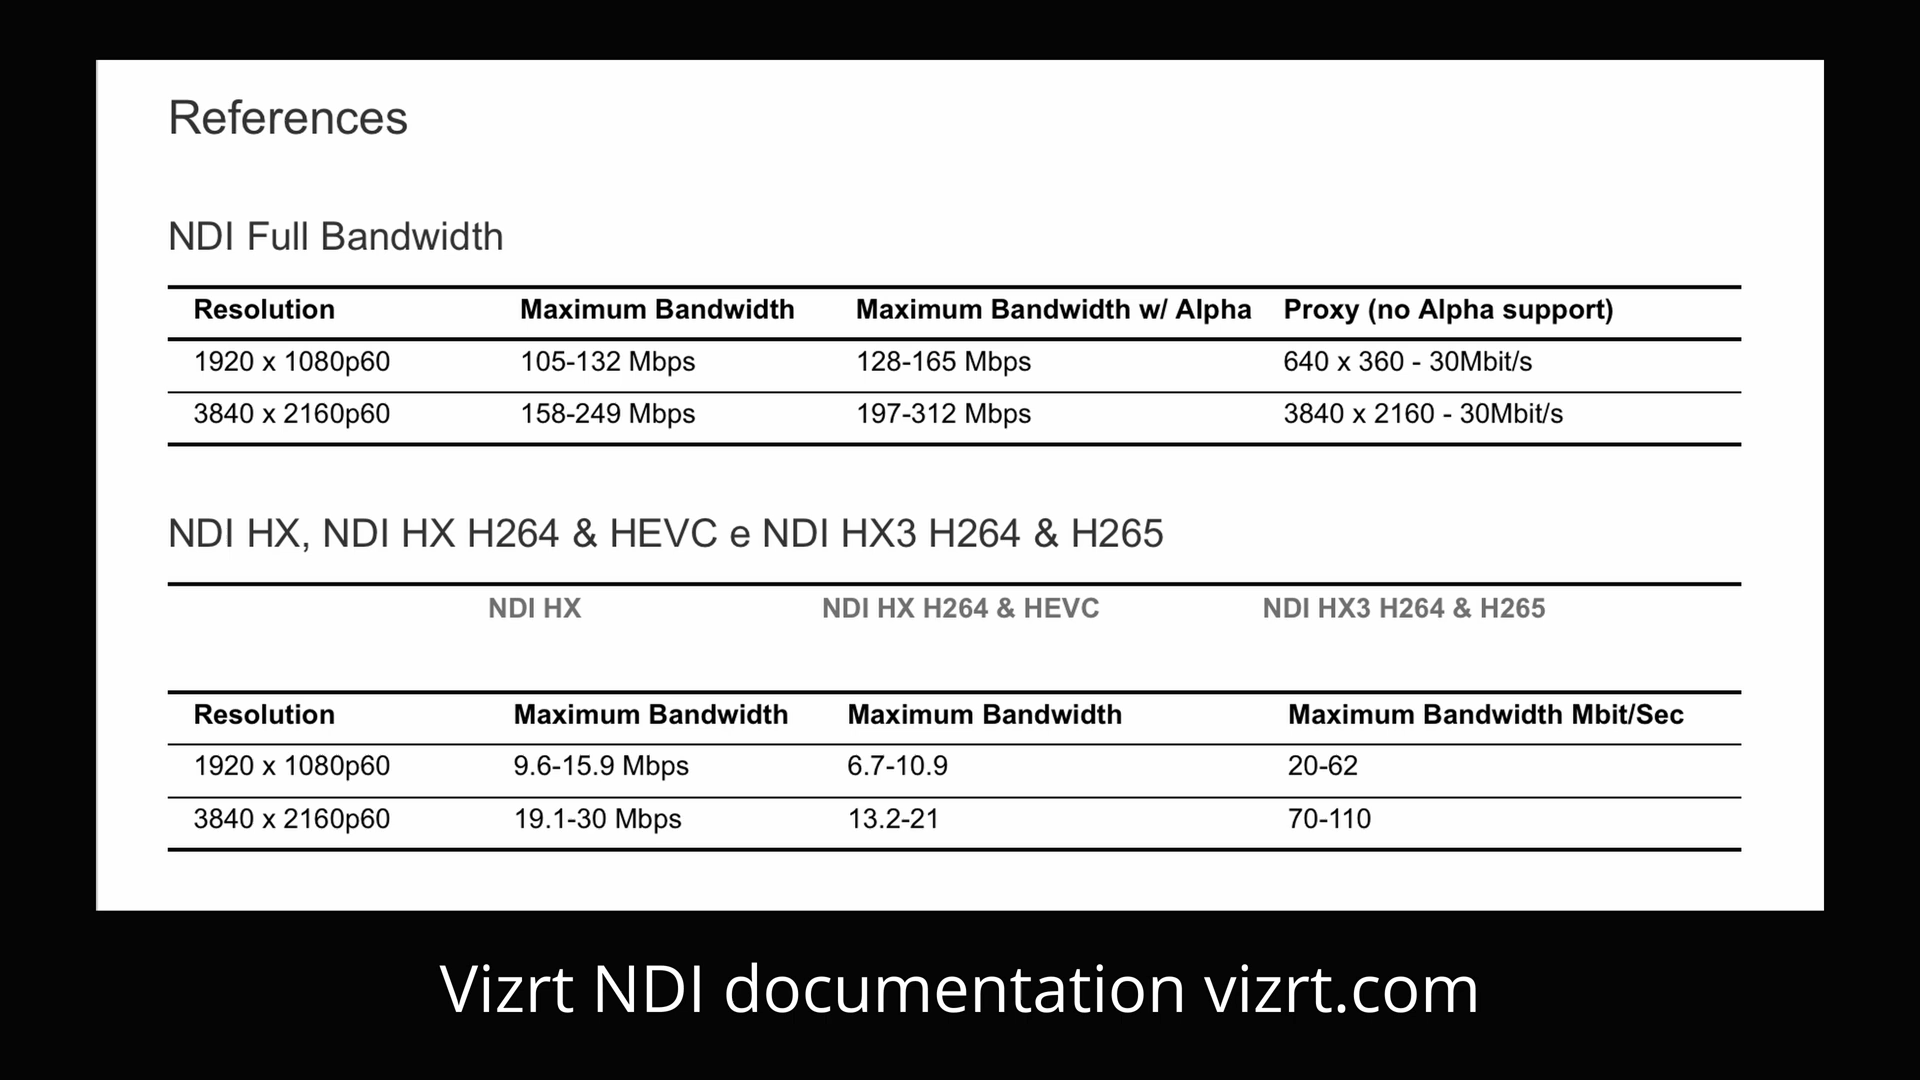 References
NDI Full Bandwidth
Resolution Maximum Bandwidth Maximum Bandwidth w/ Alpha Proxy (no Alpha support)
1920 x 1080p60 105-132 Mbps 128-165 Mbps 640 x 360 - 30Mbit/s
3840 x 2160p60 158-249 Mbps 197-312 Mbps 3840 x 2160 - 30Mbit/s
NDI HX, NDI HX H264 & HEVC e NDI HX3 H264 & H265
NDI HX NDI HX H264 & HEVC NDI HX3 H264 & H265
Resolution Maximum Bandwidth Maximum Bandwidth Maximum Bandwidth Mbit/Sec
1920 x 1080p60 9.6-15.9 Mbps 6.7-10.9 20-62
3840 x 2160p60 19.1-30 Mbps 13.2-21 70-110
Vizrt NDI documentation vizrt.com